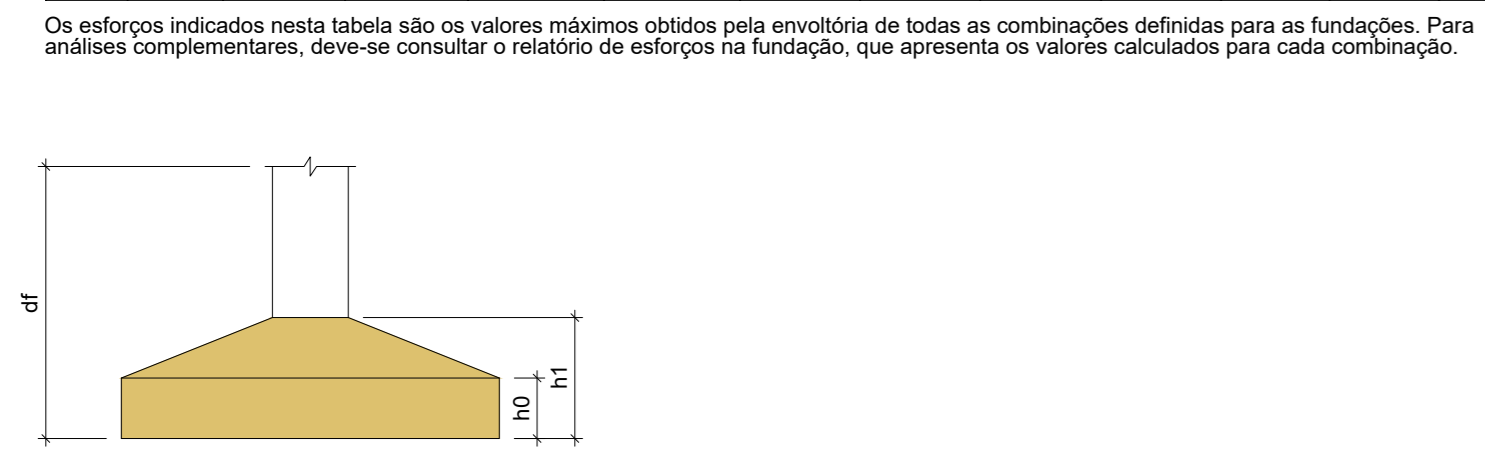 Os esforços indicados nesta tabela são os valores máximos obtidos pela envoltória de todas as combinações definidas para as fundações. Para
análises complementares, deve-se consultar o relatório de esforços na fundação, que apresenta os valores calculados para cada combinação.
df
h1
h0